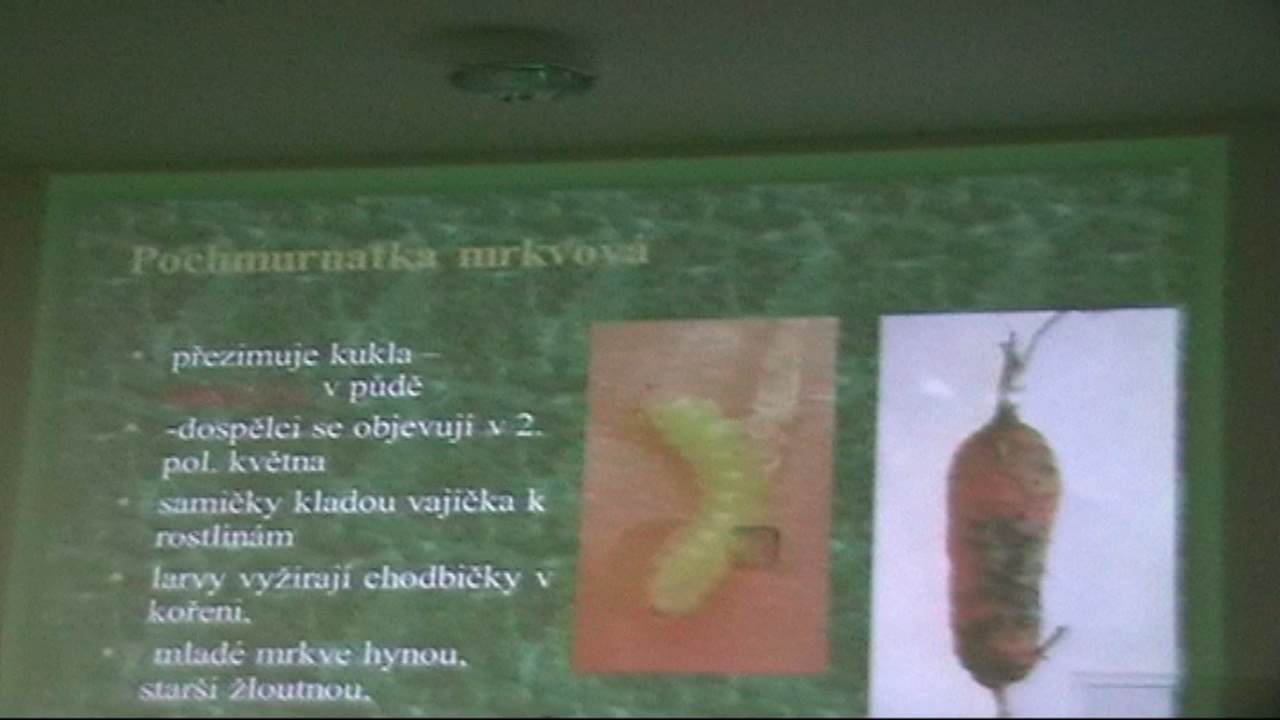 Pochmurnatka mrkvová
přezimuje kukla –
v půdě
-dospělci se objevují v 2.
pol. května
samičky kladou vajíčka k
rostlinám
larvy vyžirají chodbičky v
kořeni,
mladé mrkve hynou,
starší žloutnou,